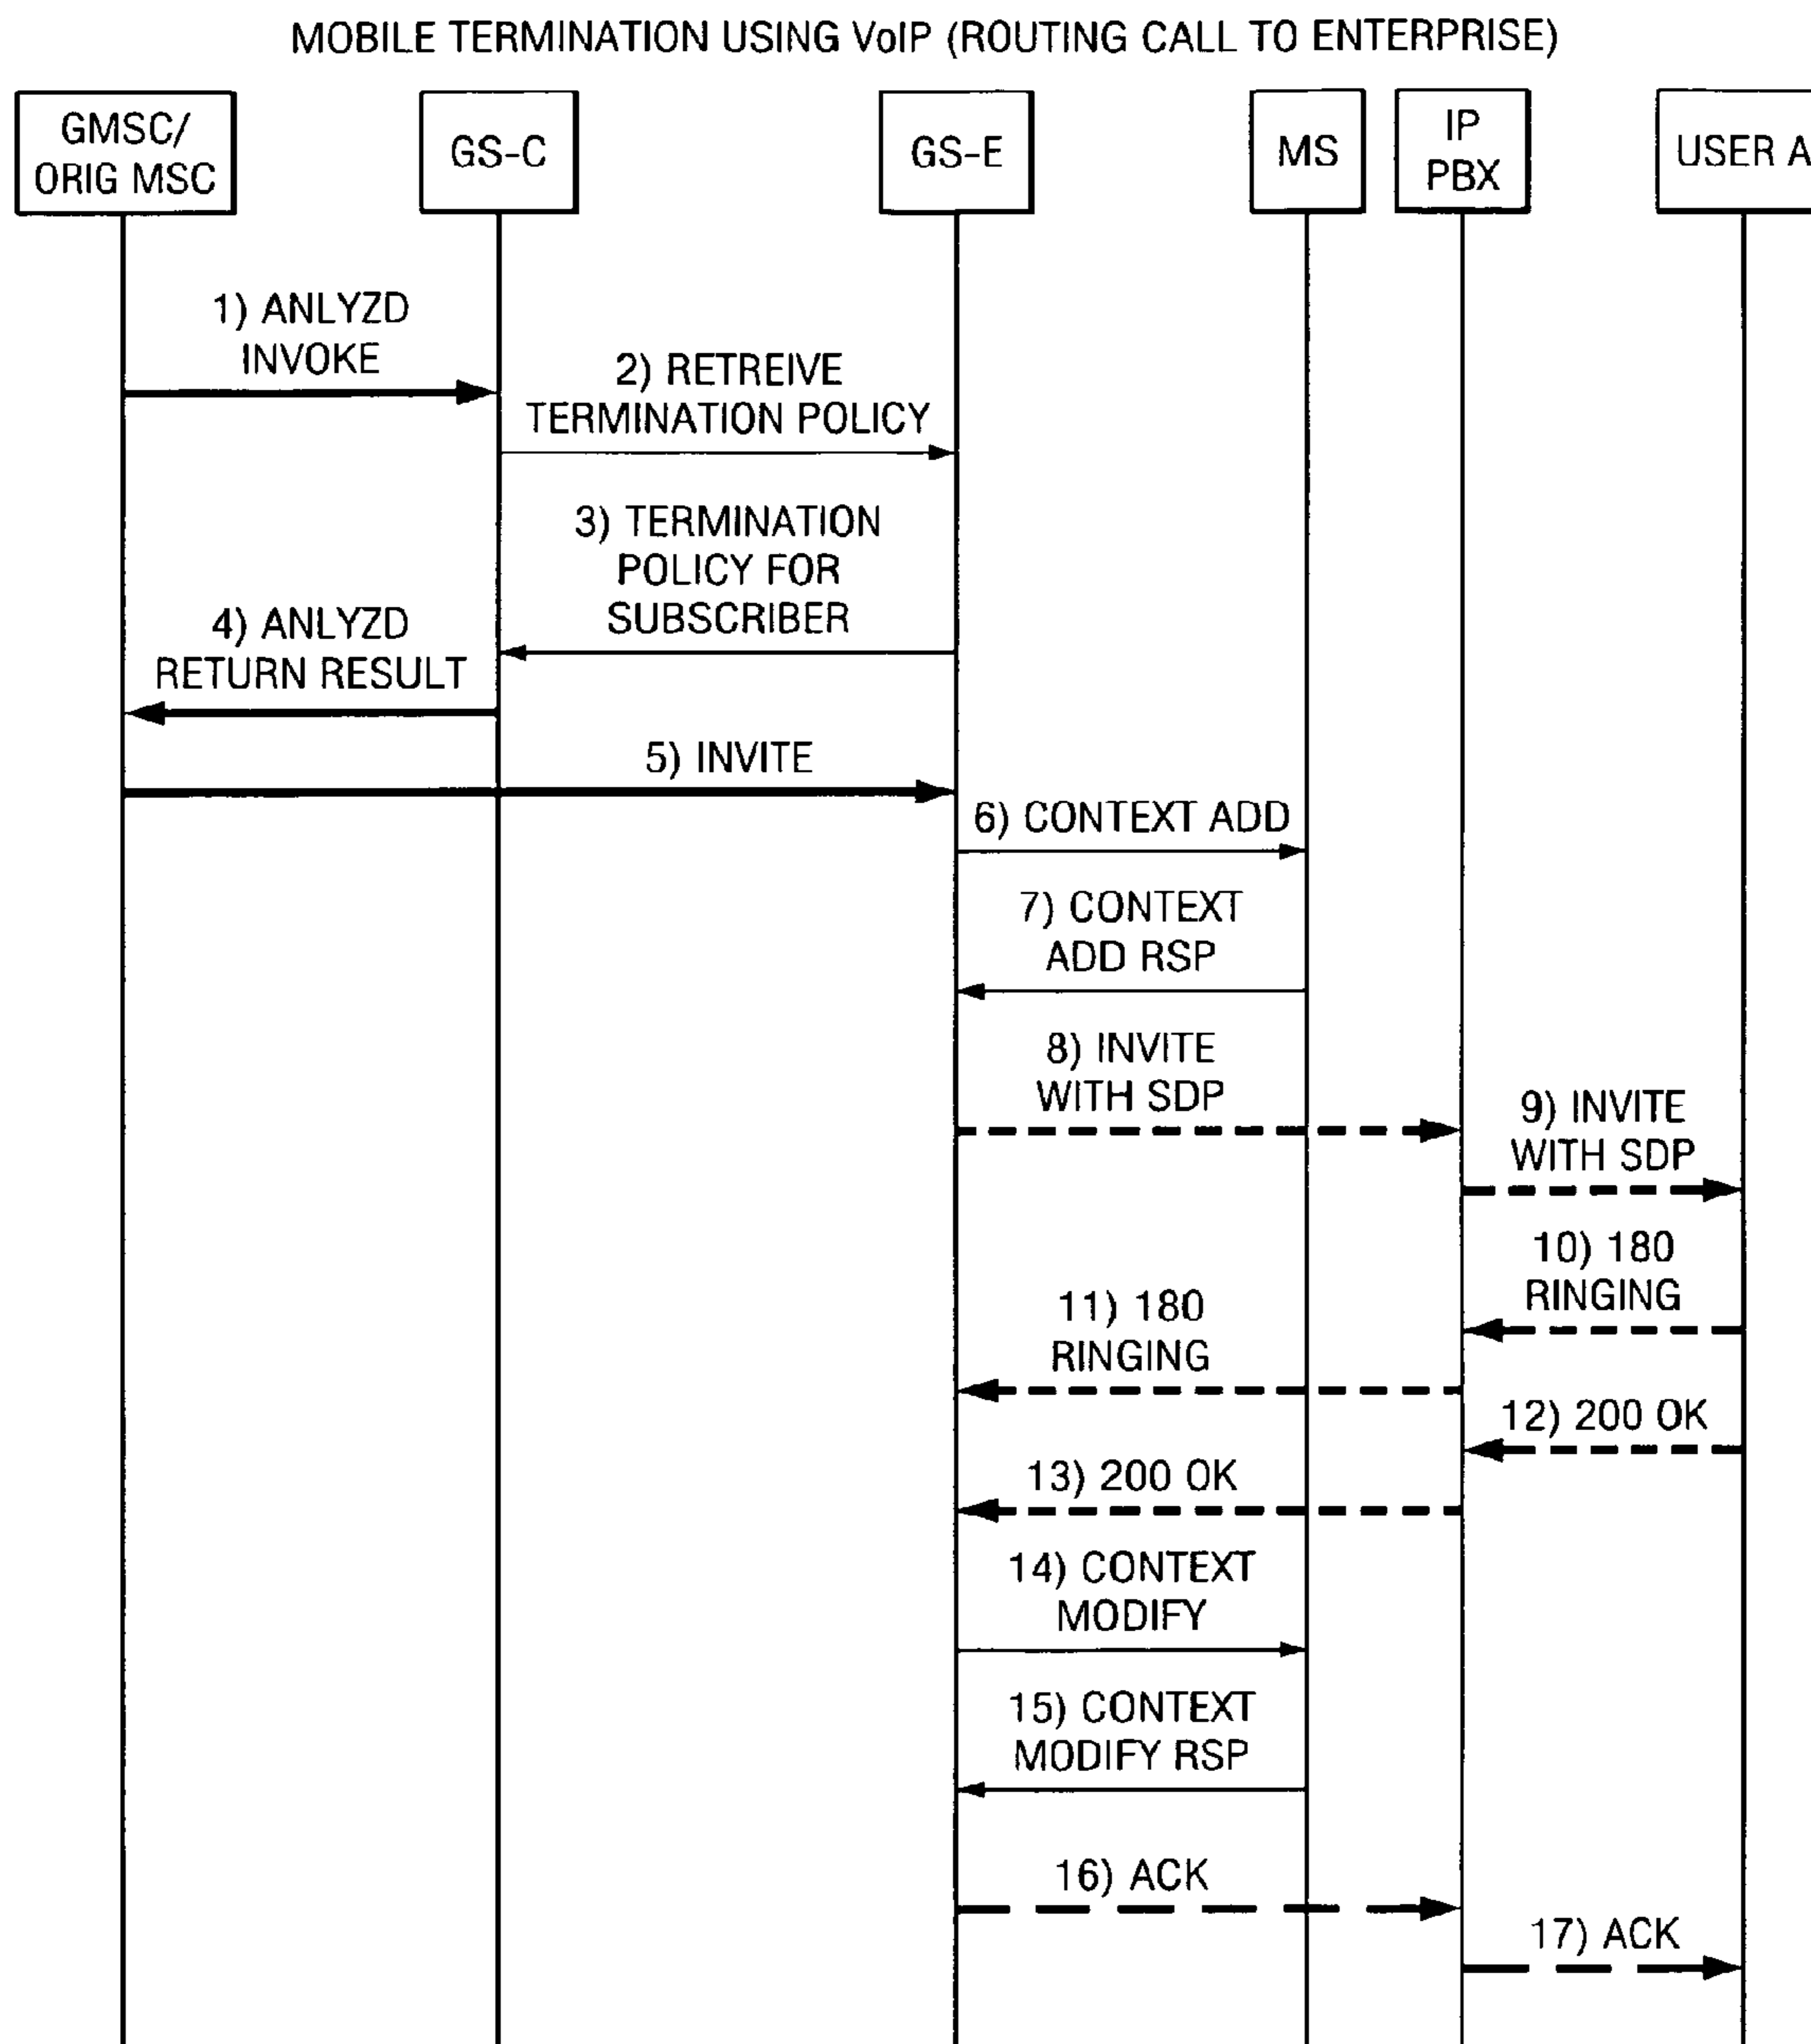 MOBILE TERMINATION USING VoIP (ROUTING CALL TO ENTERPRISE)
GMSC/
ORIG MSC
GS-C
GS-E
MS
IP
PBX
USER A
1) ANLYZD
INVOKE
2) RETREIVE
TERMINATION POLICY
3) TERMINATION
POLICY FOR
SUBSCRIBER
4) ANLYZD
RETURN RESULT
5) INVITE
6) CONTEXT ADD
7) CONTEXT
ADD RSP
8) INVITE
WITH SDP
9) INVITE
WITH SDP
10) 180
RINGING
11) 180
RINGING
12) 200 OK
13) 200 OK
14) CONTEXT
MODIFY
15) CONTEXT
MODIFY RSP
16) ACK
17) ACK